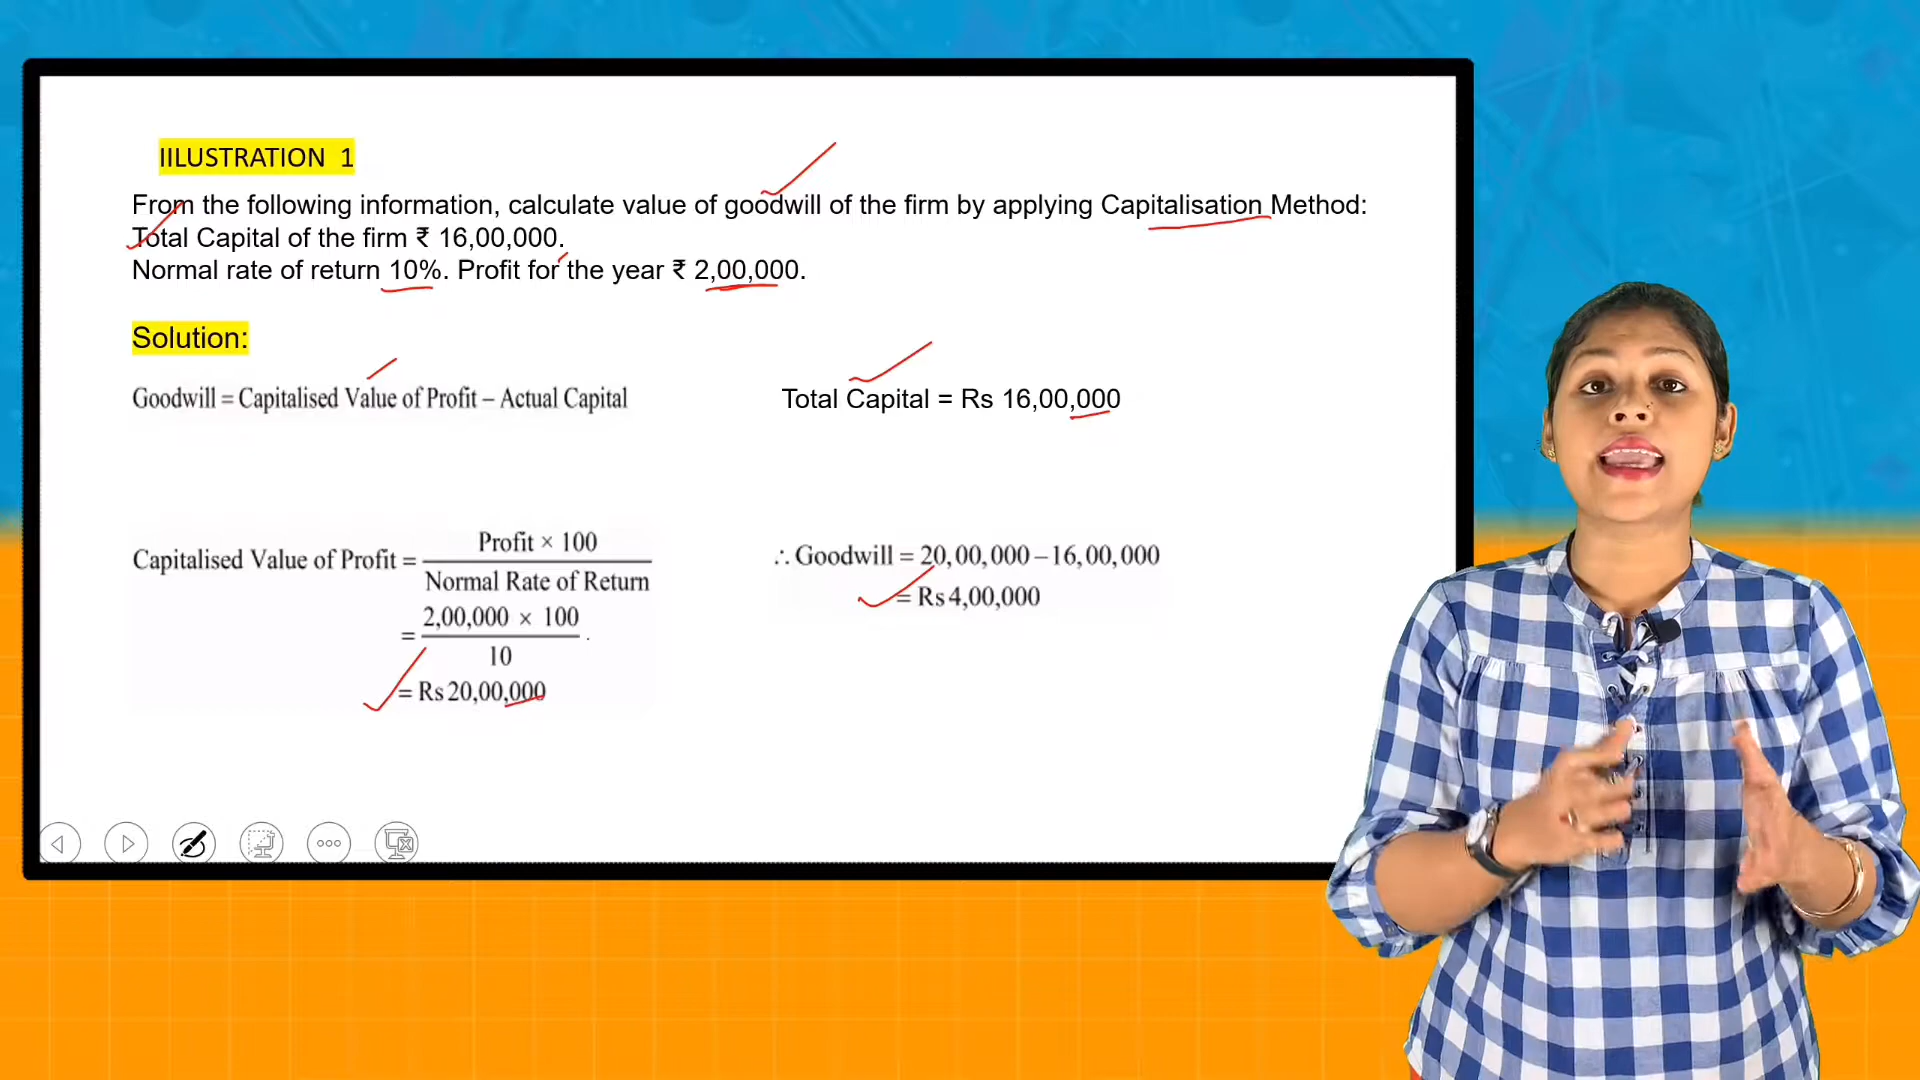 IILUSTRATION 1
From the following information, calculate value of goodwill of the firm by applying Capitalisation Method:
Total Capital of the firm ₹ 16,00,000.
Normal rate of return 10%. Profit for the year ₹ 2,00,000.
Solution:
Goodwill = Capitalised Value of Profit – Actual Capital
Total Capital = Rs 16,00,000
Capitalised Value of Profit = Profit × 100
Normal Rate of Return
= 2,00,000 × 100
10
= Rs 20,00,000
∴ Goodwill = 20,00,000 – 16,00,000
= Rs 4,00,000